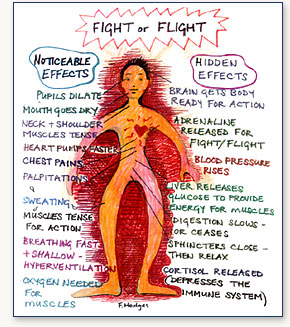 FIGHT or FLIGHT
NOTICEABLE
EFFECTS
PUPILS DILATE
MOUTH GOES DRY
NECK + SHOULDER
MUSCLES TENSE
HEART PUMPS FASTER
CHEST PAINS
PALPITATIONS
&
SWEATING
MUSCLES TENSE
FOR ACTION
BREATHING FAST
+ SHALLOW -
HYPERVENTILATION
OXYGEN NEEDED
FOR
MUSCLES
HIDDEN
EFFECTS
BRAIN GETS BODY
READY FOR ACTION
ADRENALINE
RELEASED FOR
FIGHT/FLIGHT
BLOOD PRESSURE
RISES
LIVER RELEASES
GLUCOSE TO PROVIDE
ENERGY FOR MUSCLES
DIGESTION SLOWS -
OR CEASES
SPHINCTERS CLOSE -
THEN RELAX
CORTISOL RELEASED
(DEPRESSES THE
IMMUNE SYSTEM)
F. Hedges